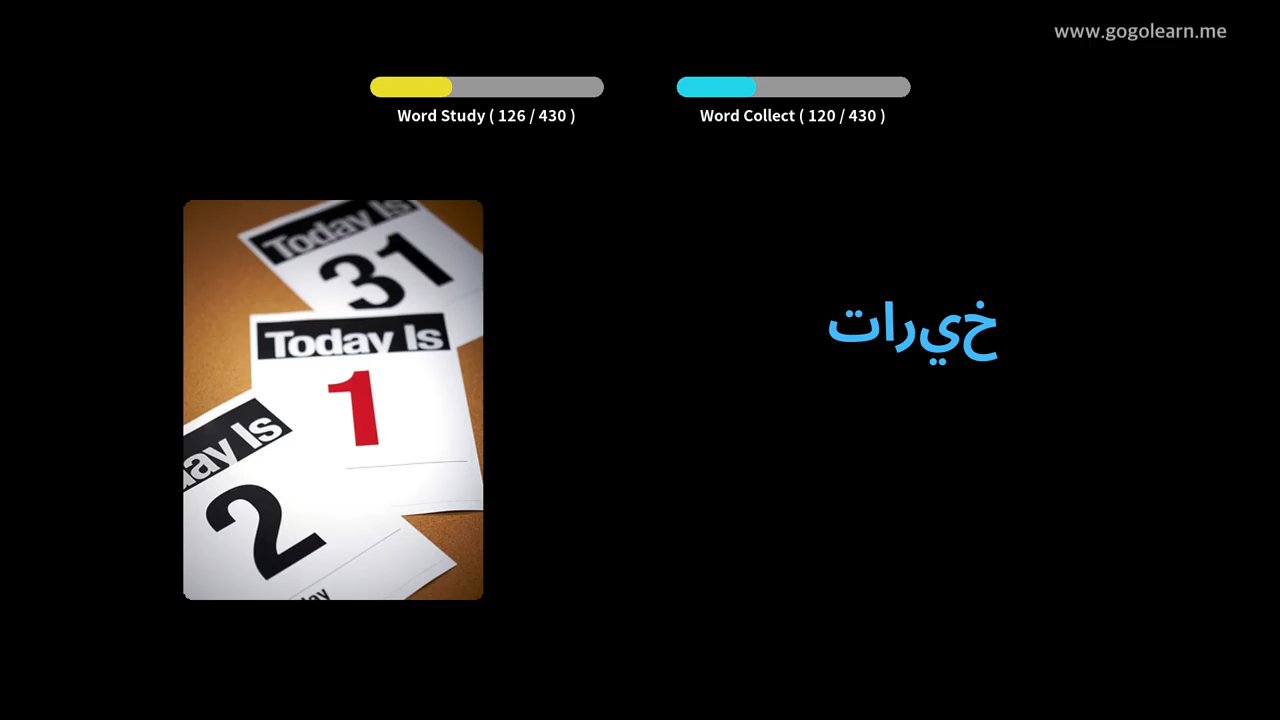 www.gogolearn.me
Word Study ( 126 / 430 )
Word Collect ( 120 / 430 )
Today Is
31
Today Is
1
ay Is
2
خيرات